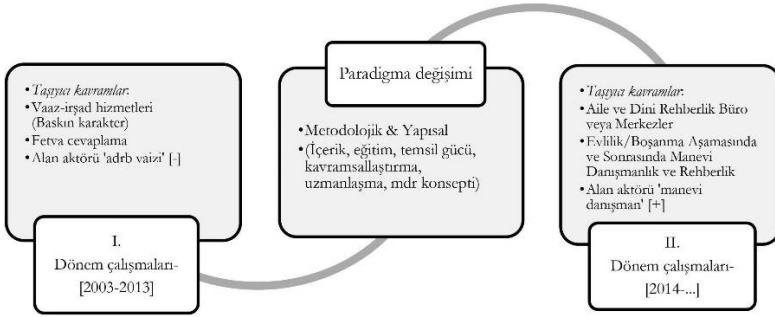 • Taşıyıcı kavramlar:
• Vaaz-irşad hizmetleri
(Baskın karakter)
• Fetva cevaplama
• Alan aktörü 'adrb vaizi' [-]
I.
Dönem çalışmaları-
[2003-2013]
Paradigma değişimi
• Metodolojik & Yapısal
• (İçerik, eğitim, temsil gücü,
kavramsallaştırma,
uzmanlaşma, mdr konsepti)
• Taşıyıcı kavramlar:
• Aile ve Dini Rehberlik Büro
veya Merkezler
• Evlilik/Boşanma Aşamasında
ve Sonrasında Manevi
Danışmanlık ve Rehberlik
• Alan aktörü 'manevi
danışman' [+]
II.
Dönem çalışmaları-
[2014-...]